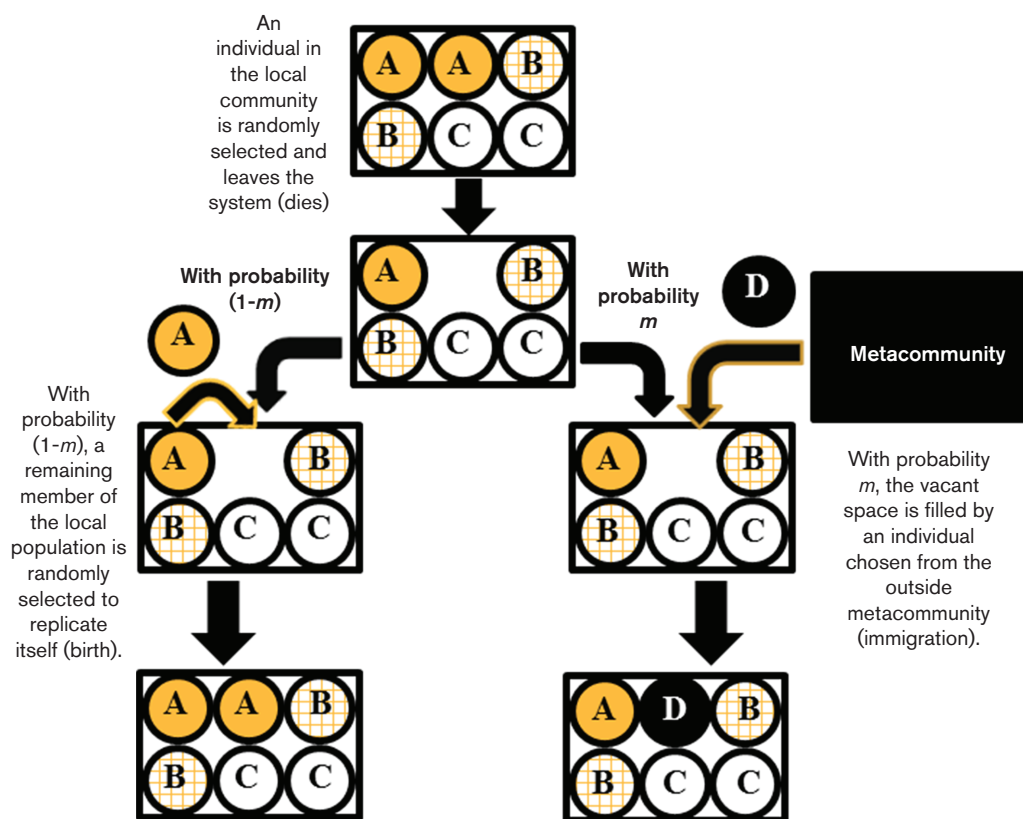 An
individual in
the local
community
is randomly
selected and
leaves the
system (dies)
A A B
B C C
With probability
(1-m)
With
probability
m
A
D
A B
B C C
Metacommunity
With
probability
(1-m), a
remaining
member of
the local
population is
randomly
selected to
replicate
itself (birth).
A B
B C C
A B
B C C
With probability
m, the vacant
space is filled by
an individual
chosen from the
outside
metacommunity
(immigration).
A A B
B C C
A D B
B C C